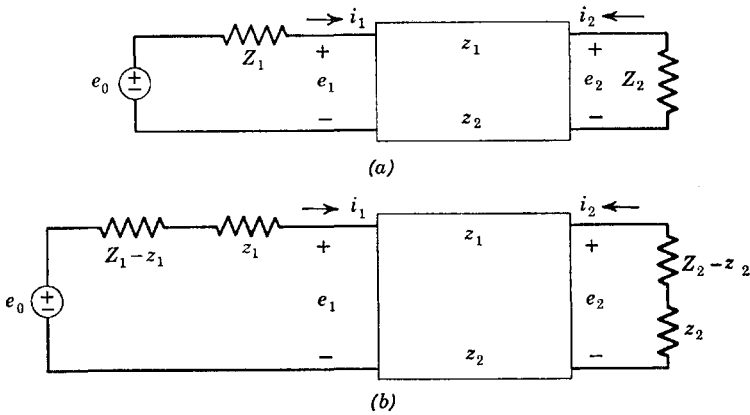 i₁ i₂
Z₁ z₁
+ +
e₀ + − e₁ e₂ Z₂
− z₂ −
(a)
i₁ i₂
Z₁−z₁ z₁ z₁ Z₂−z₂
+ +
e₀ + − e₁ e₂
z₂
− z₂ −
(b)